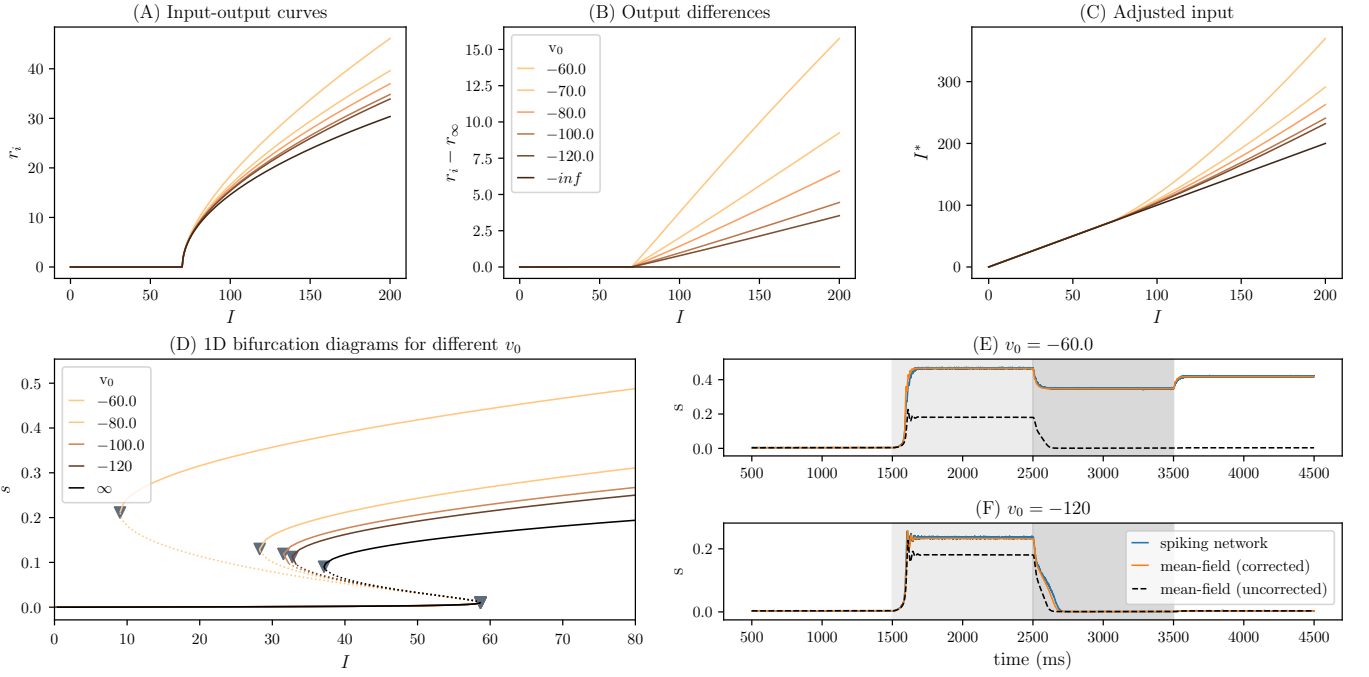 (A) Input-output curves
(B) Output differences
(C) Adjusted input
r_i
40
30
20
10
0
0 50 100 150 200
I
r_i − r_∞
15.0
12.5
10.0
7.5
5.0
2.5
0.0
v_0
−60.0
−70.0
−80.0
−100.0
−120.0
−inf
0 50 100 150 200
I
I*
300
200
100
0
0 50 100 150 200
I
(D) 1D bifurcation diagrams for different v_0
s
0.5
0.4
0.3
0.2
0.1
0.0
v_0
−60.0
−80.0
−100.0
−120
∞
0 10 20 30 40 50 60 70 80
I
(E) v_0 = −60.0
s
0.4
0.2
0.0
500 1000 1500 2000 2500 3000 3500 4000 4500
(F) v_0 = −120
s
0.2
0.0
spiking network
mean-field (corrected)
mean-field (uncorrected)
500 1000 1500 2000 2500 3000 3500 4000 4500
time (ms)